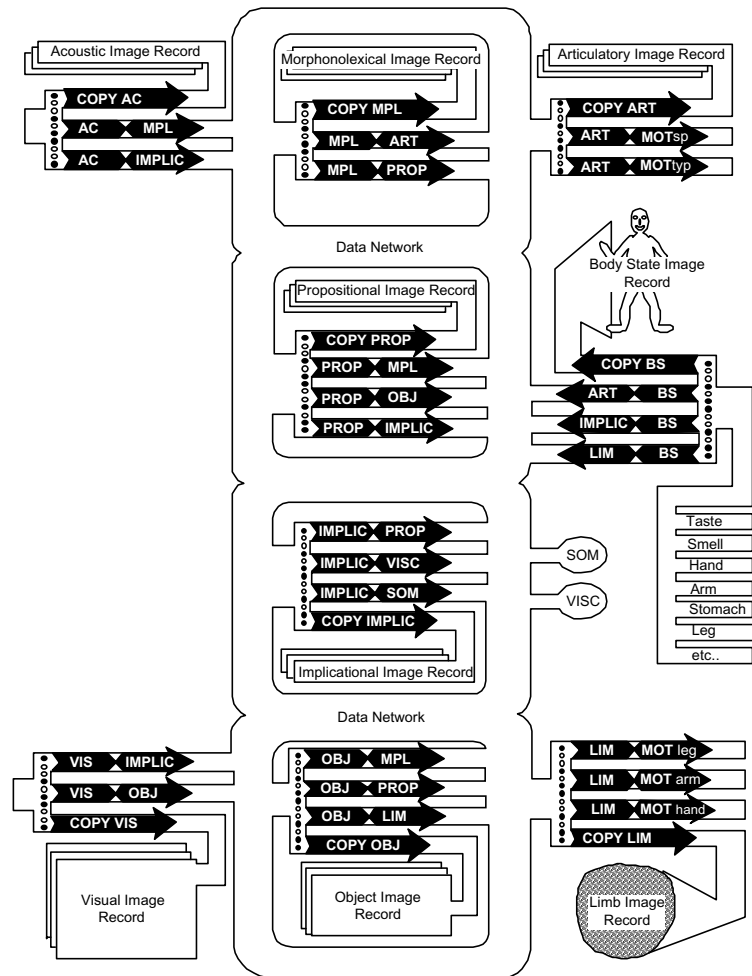 Acoustic Image Record
COPY AC
AC MPL
AC IMPLIC
Morphonolexical Image Record
COPY MPL
MPL ART
MPL PROP
Articulatory Image Record
COPY ART
ART MOTsp
ART MOTtyp
Data Network
Body State Image
Record
Propositional Image Record
COPY PROP
PROP MPL
PROP OBJ
PROP IMPLIC
COPY BS
ART BS
IMPLIC BS
LIM BS
IMPLIC PROP
IMPLIC VISC
IMPLIC SOM
COPY IMPLIC
Implicational Image Record
SOM
VISC
Taste
Smell
Hand
Arm
Stomach
Leg
etc..
Data Network
VIS IMPLIC
VIS OBJ
COPY VIS
Visual Image
Record
OBJ MPL
OBJ PROP
OBJ LIM
COPY OBJ
Object Image
Record
LIM MOT leg
LIM MOT arm
LIM MOT hand
COPY LIM
Limb Image
Record